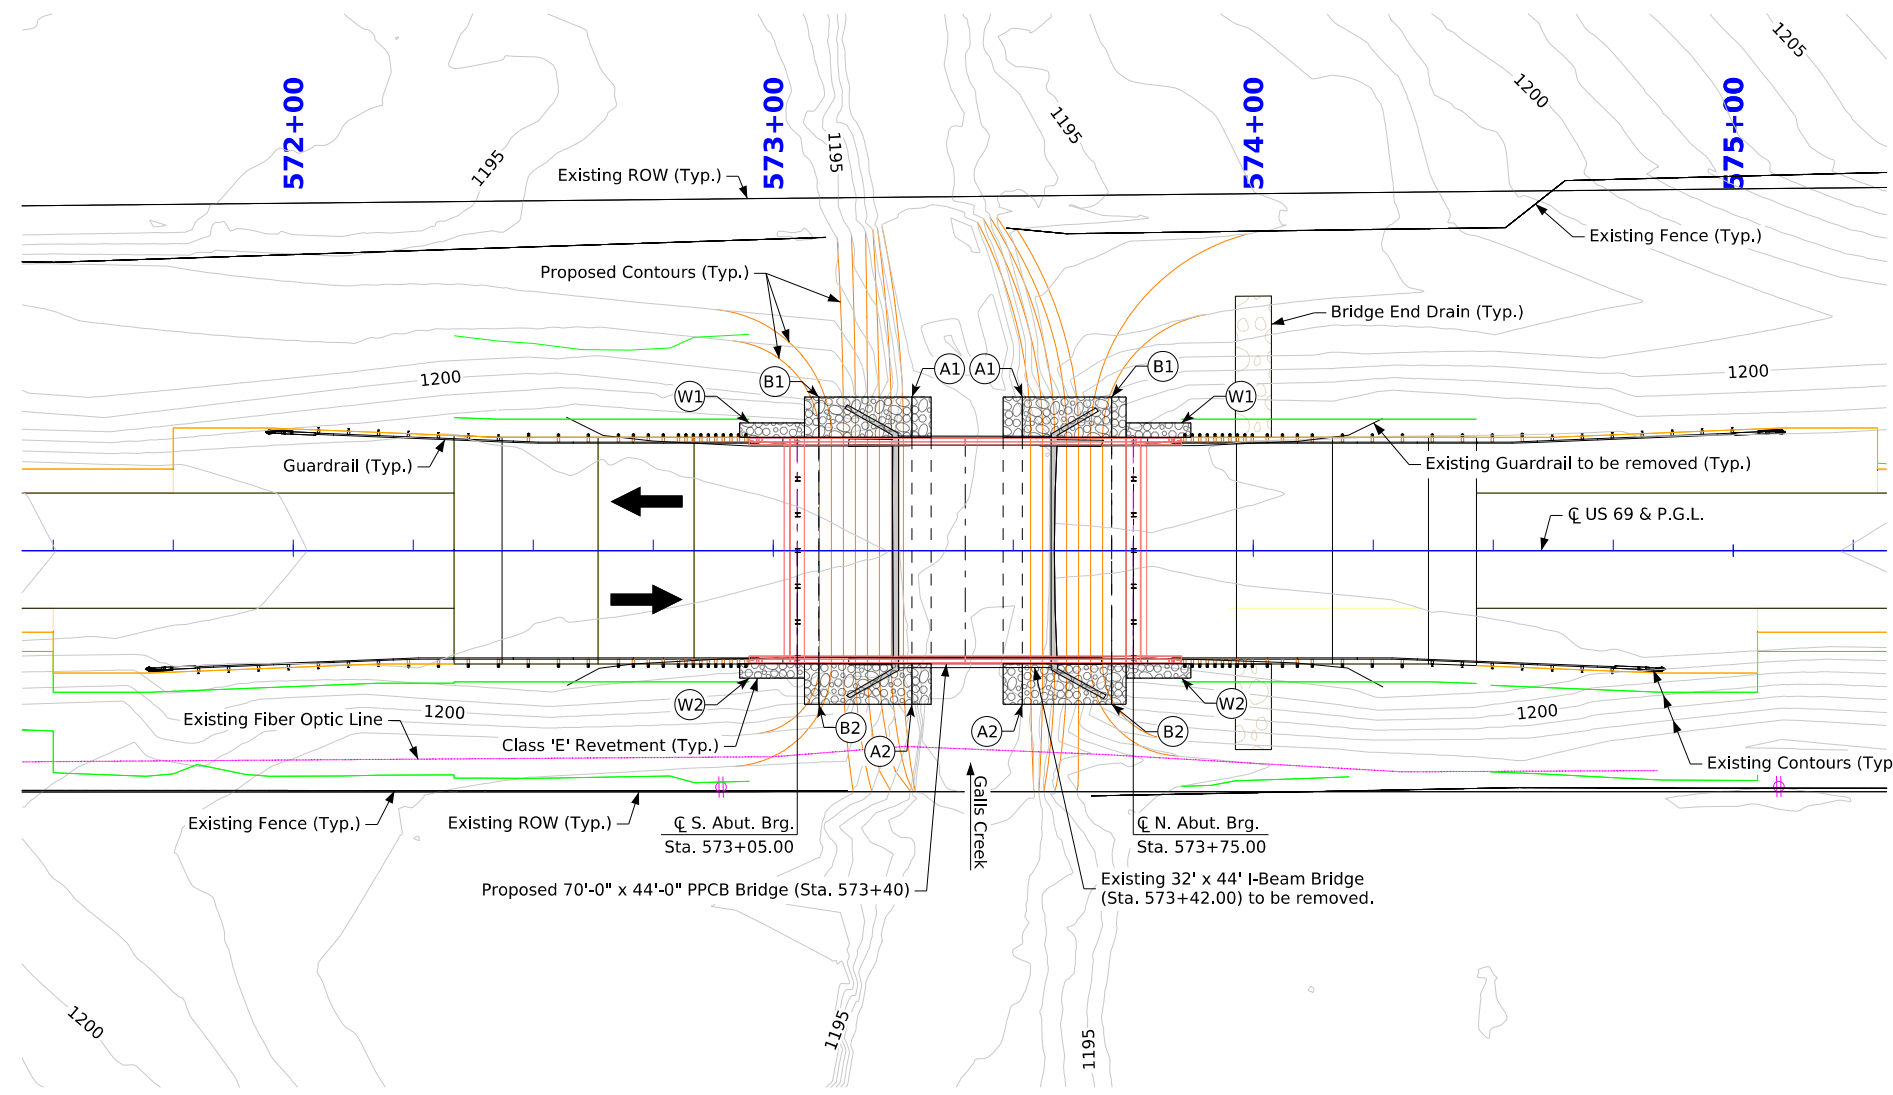 1205
1200
572+00
573+00
574+00
575+00
1195
1195
1195
Existing ROW (Typ.)
Existing Fence (Typ.)
Proposed Contours (Typ.)
Bridge End Drain (Typ.)
1200
B1
A1
A1
B1
1200
W1
W1
Guardrail (Typ.)
Existing Guardrail to be removed (Typ.)
℄ US 69 & P.G.L.
W2
W2
1200
Existing Fiber Optic Line
B2
A2
A2
B2
1200
Class 'E' Revetment (Typ.)
Existing Contours (Typ
Galls Creek
Existing Fence (Typ.)
Existing ROW (Typ.)
℄ S. Abut. Brg.
Sta. 573+05.00
℄ N. Abut. Brg.
Sta. 573+75.00
Proposed 70'-0" x 44'-0" PPCB Bridge (Sta. 573+40)
Existing 32' x 44' I-Beam Bridge
(Sta. 573+42.00) to be removed.
1200
1195
1195